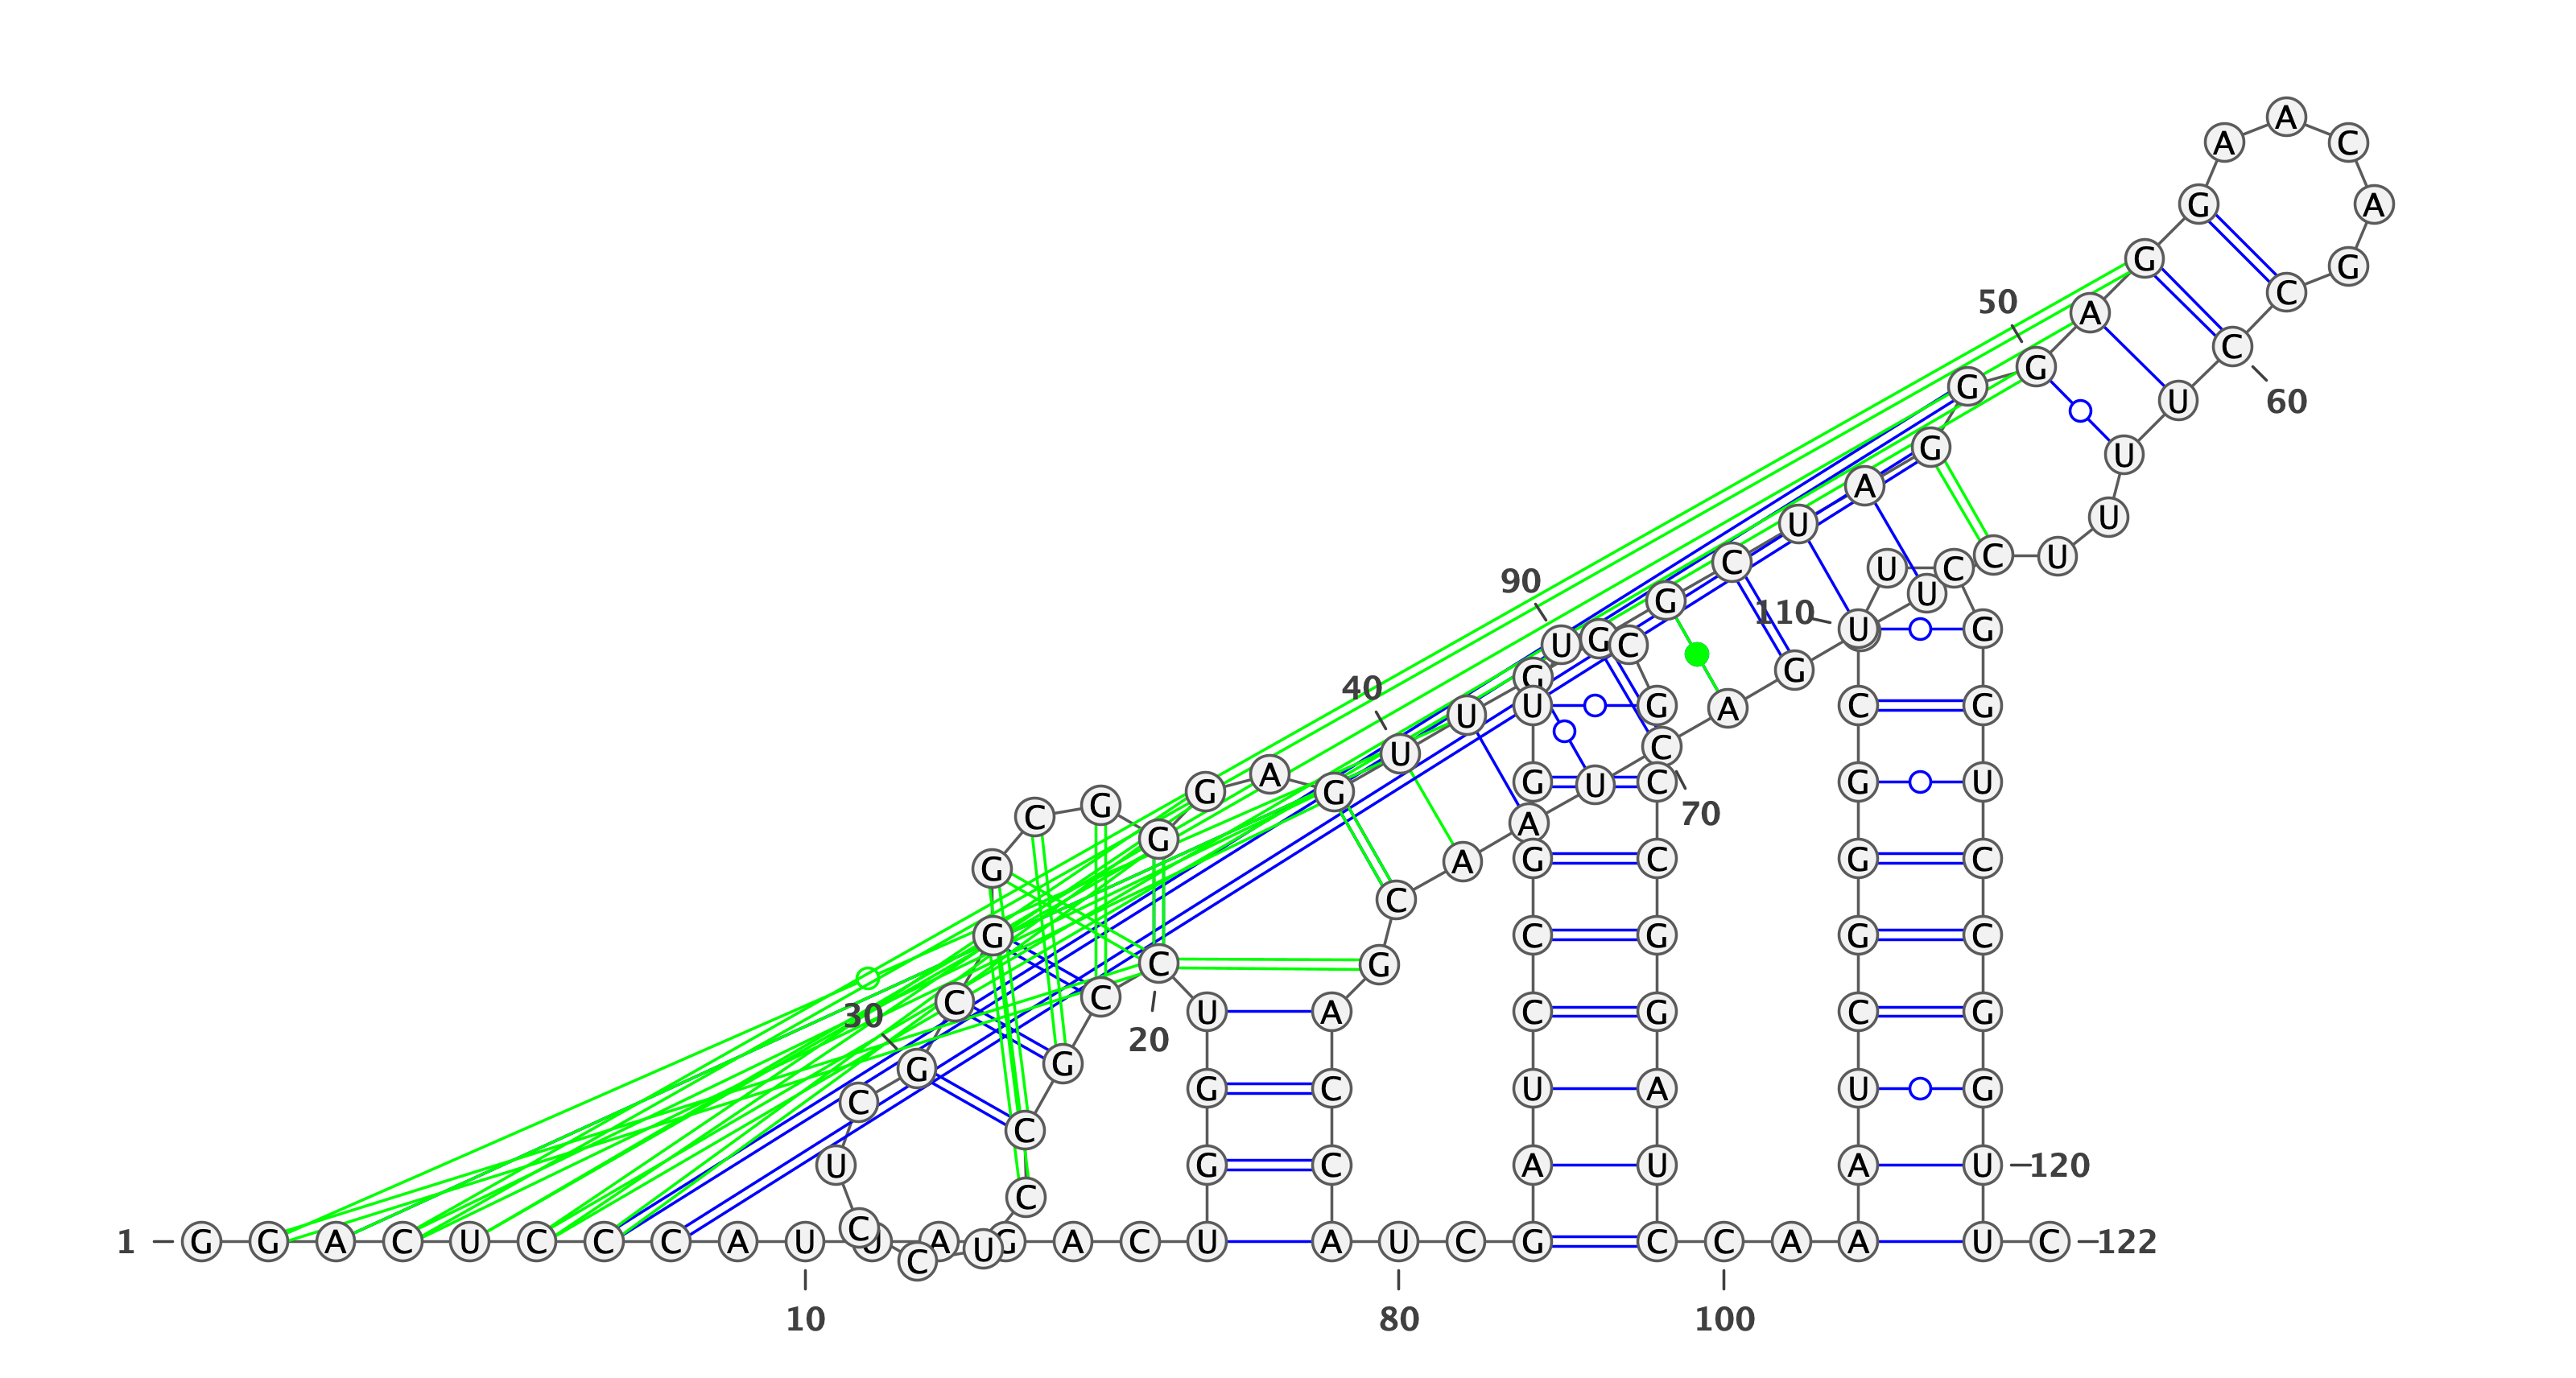 A
A C
G A
G G
50 A C
G G C
U 60
G U
A U
U C U
90 C U C
G U
U G C 110 U G
40 G G
U U G A C G
U C
G A G U G C G U
G C A 70
C G A G C G C
C
G C G C G G C
C C
30 C U A C G C G
20
G G G C U A U G
C C
U G C A U A U −120
C
1 G G A C U C C C A U C U A U G A C U A U C G C C A A U C −122
C
10 80 100